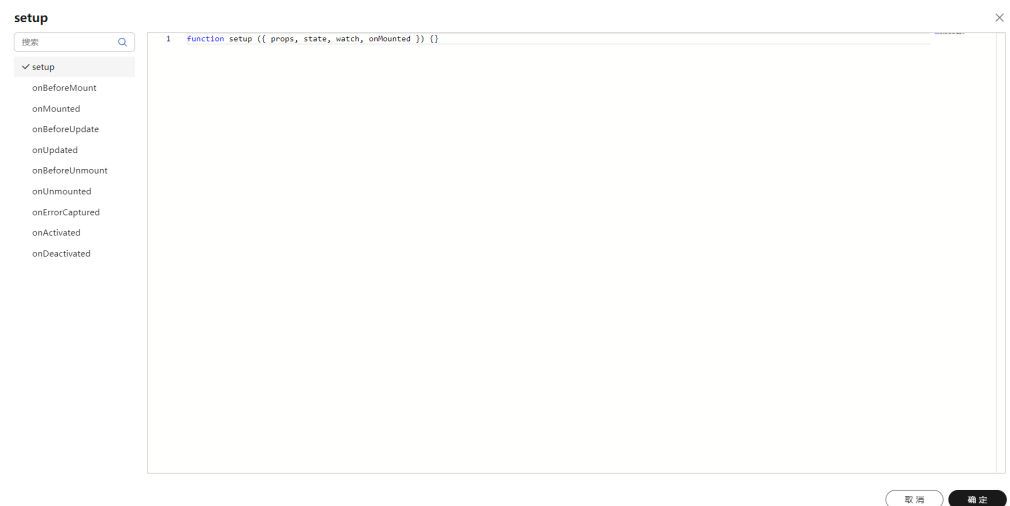 setup
搜索
setup
onBeforeMount
onMounted
onBeforeUpdate
onUpdated
onBeforeUnmount
onUnmounted
onErrorCaptured
onActivated
onDeactivated
1 function setup ({ props, state, watch, onMounted }) {}
取消
确定